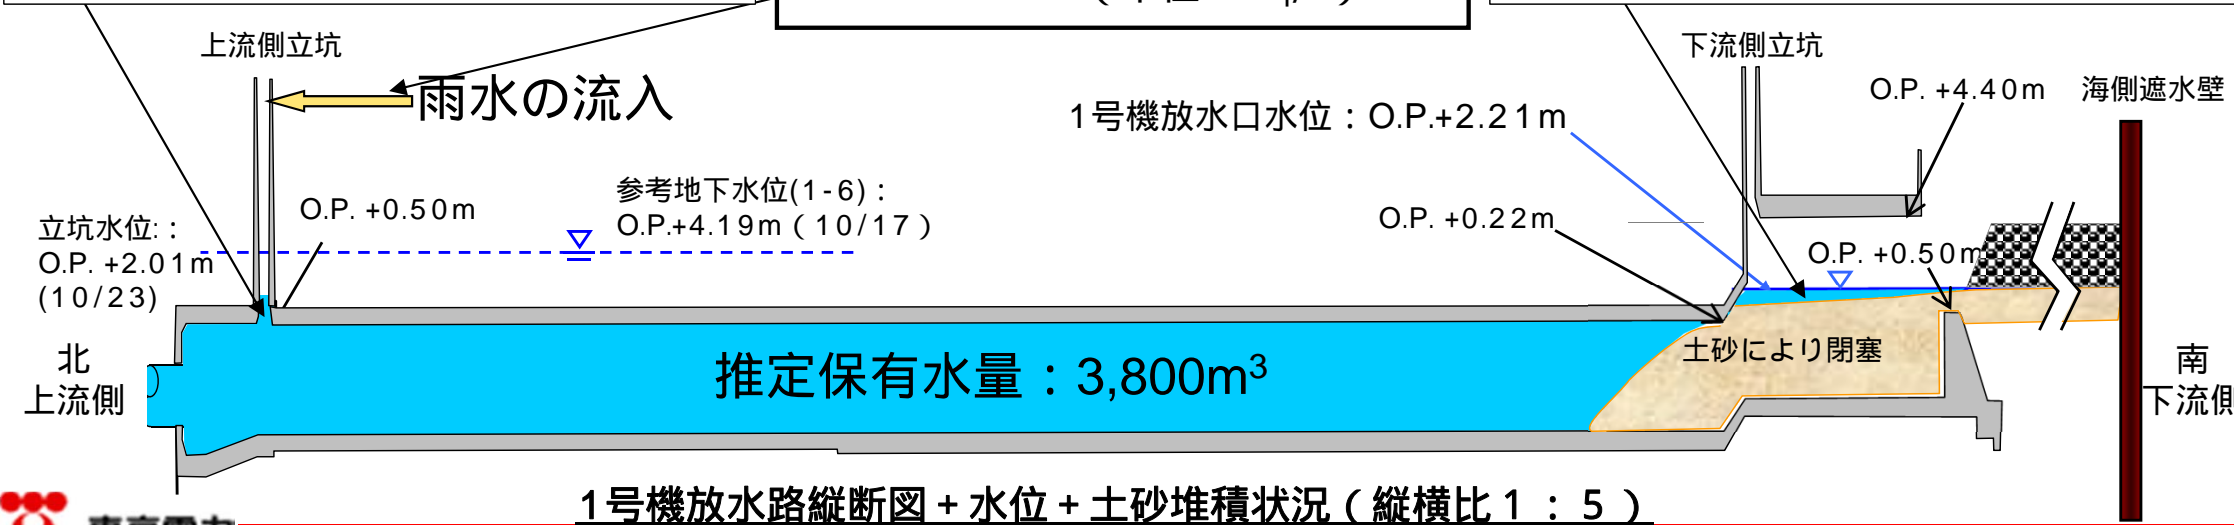 上流側立坑
下流側立坑
雨水の流入
O.P. +4.40m
海側遮水壁
1号機放水口水位：O.P.+2.21m
参考地下水位(1-6)：
O.P.+4.19m（10/17）
O.P. +0.50m
O.P. +0.22m
立坑水位:：
O.P. +2.01m
(10/23)
O.P. +0.50m
土砂により閉塞
推定保有水量：3,800m³
北
上流側
南
下流側
1号機放水路縦断図＋水位＋土砂堆積状況（縦横比１：５）